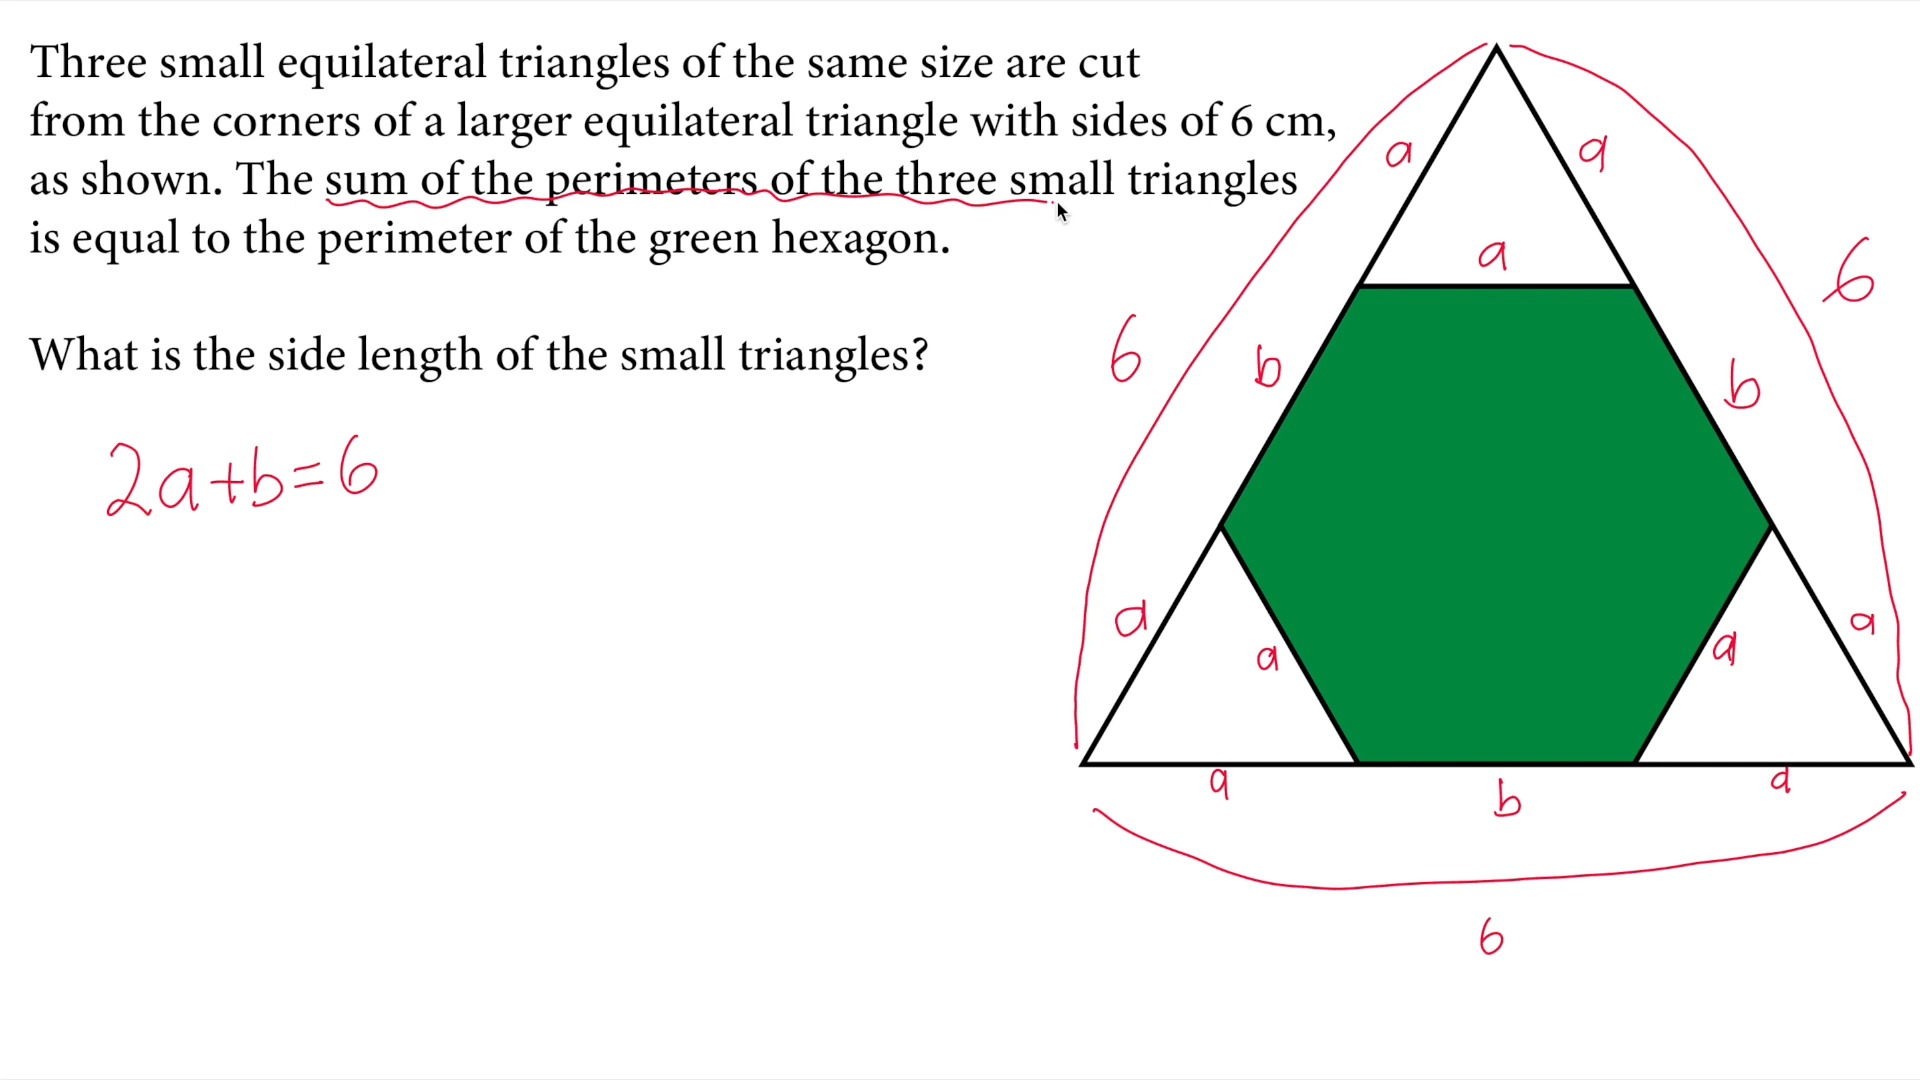 Three small equilateral triangles of the same size are cut
from the corners of a larger equilateral triangle with sides of 6 cm,
as shown. The sum of the perimeters of the three small triangles
is equal to the perimeter of the green hexagon.
What is the side length of the small triangles?
2a+b=6
a
a
a
6
6
b
b
a
a
a
a
a
b
a
6